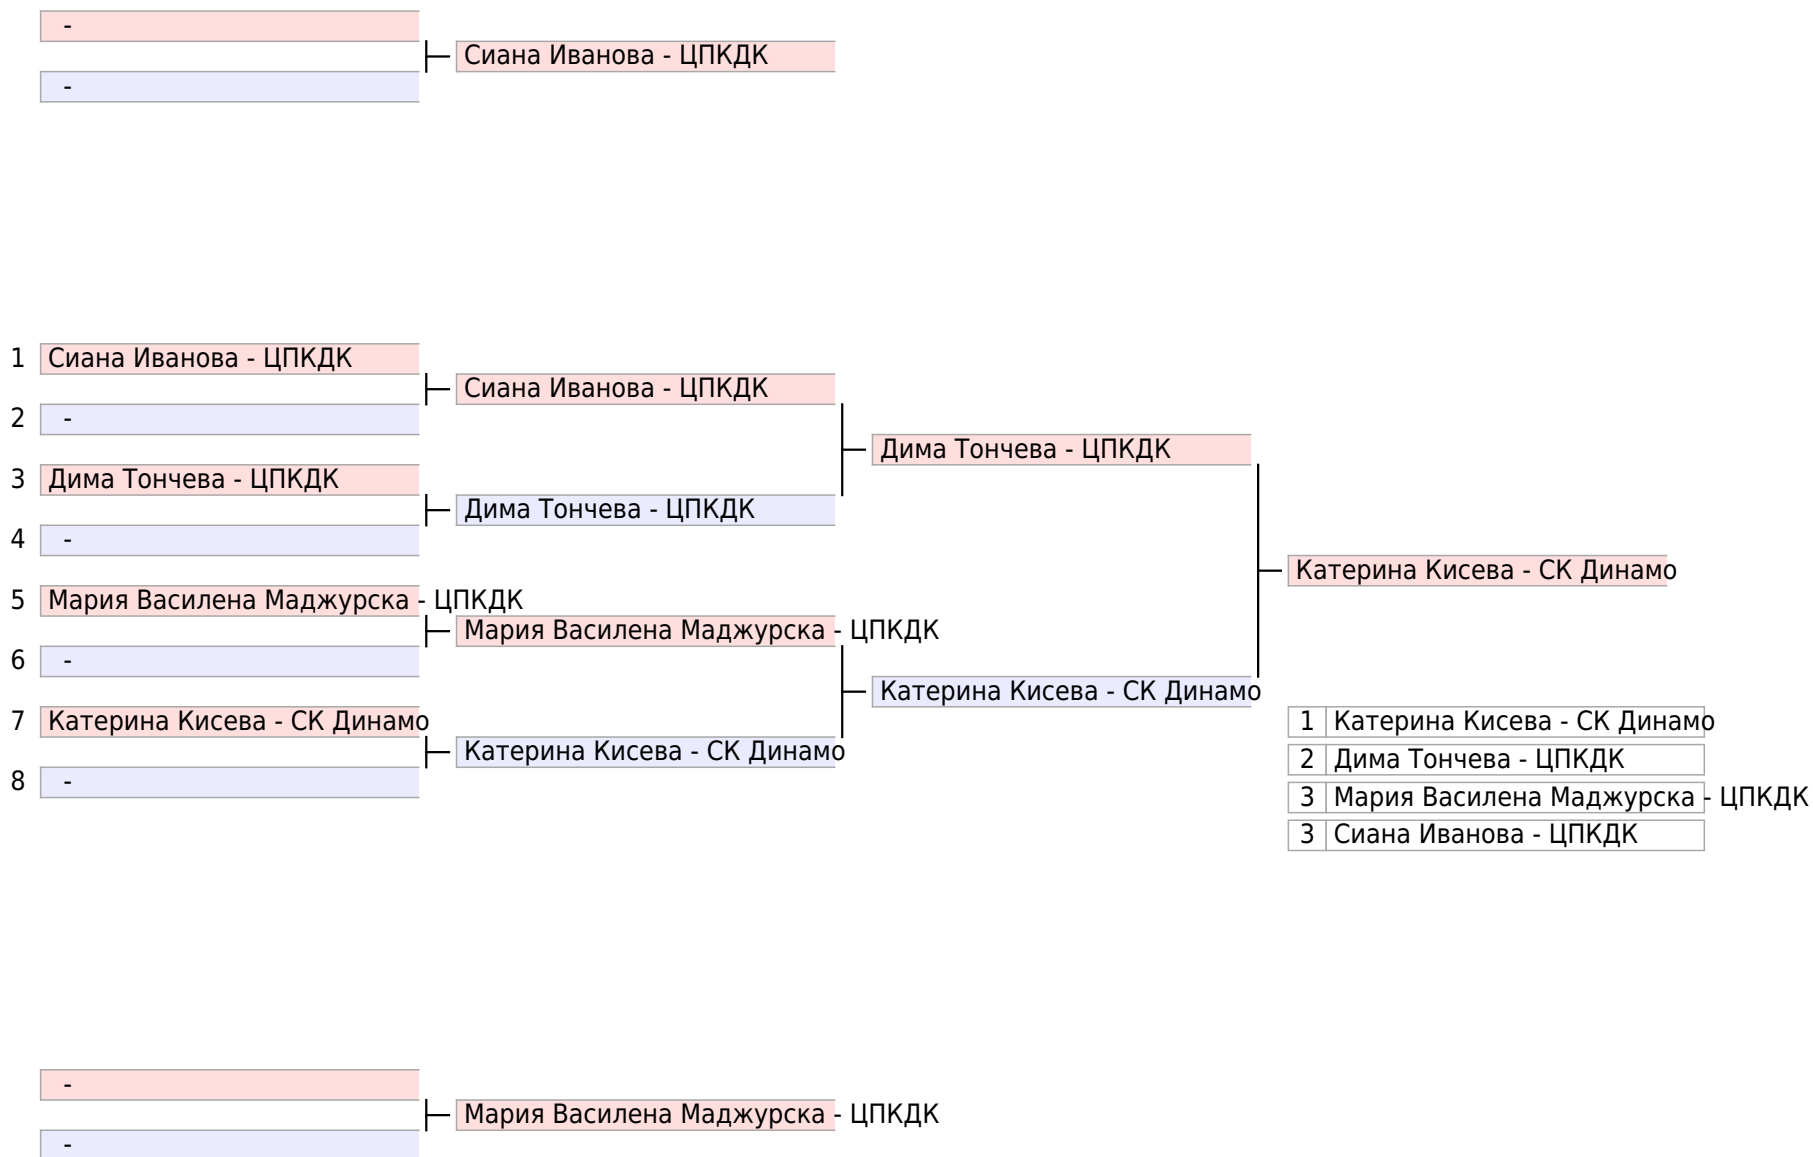 -
Сиана Иванова - ЦПКДК
-
1 Сиана Иванова - ЦПКДК
Сиана Иванова - ЦПКДК
2 -
Дима Тончева - ЦПКДК
3 Дима Тончева - ЦПКДК
Дима Тончева - ЦПКДК
4 -
Катерина Кисева - СК Динамо
5 Мария Василена Маджурска - ЦПКДК
Мария Василена Маджурска - ЦПКДК
6 -
Катерина Кисева - СК Динамо
7 Катерина Кисева - СК Динамо
Катерина Кисева - СК Динамо
8 -
1 Катерина Кисева - СК Динамо
2 Дима Тончева - ЦПКДК
3 Мария Василена Маджурска - ЦПКДК
3 Сиана Иванова - ЦПКДК
-
Мария Василена Маджурска - ЦПКДК
-